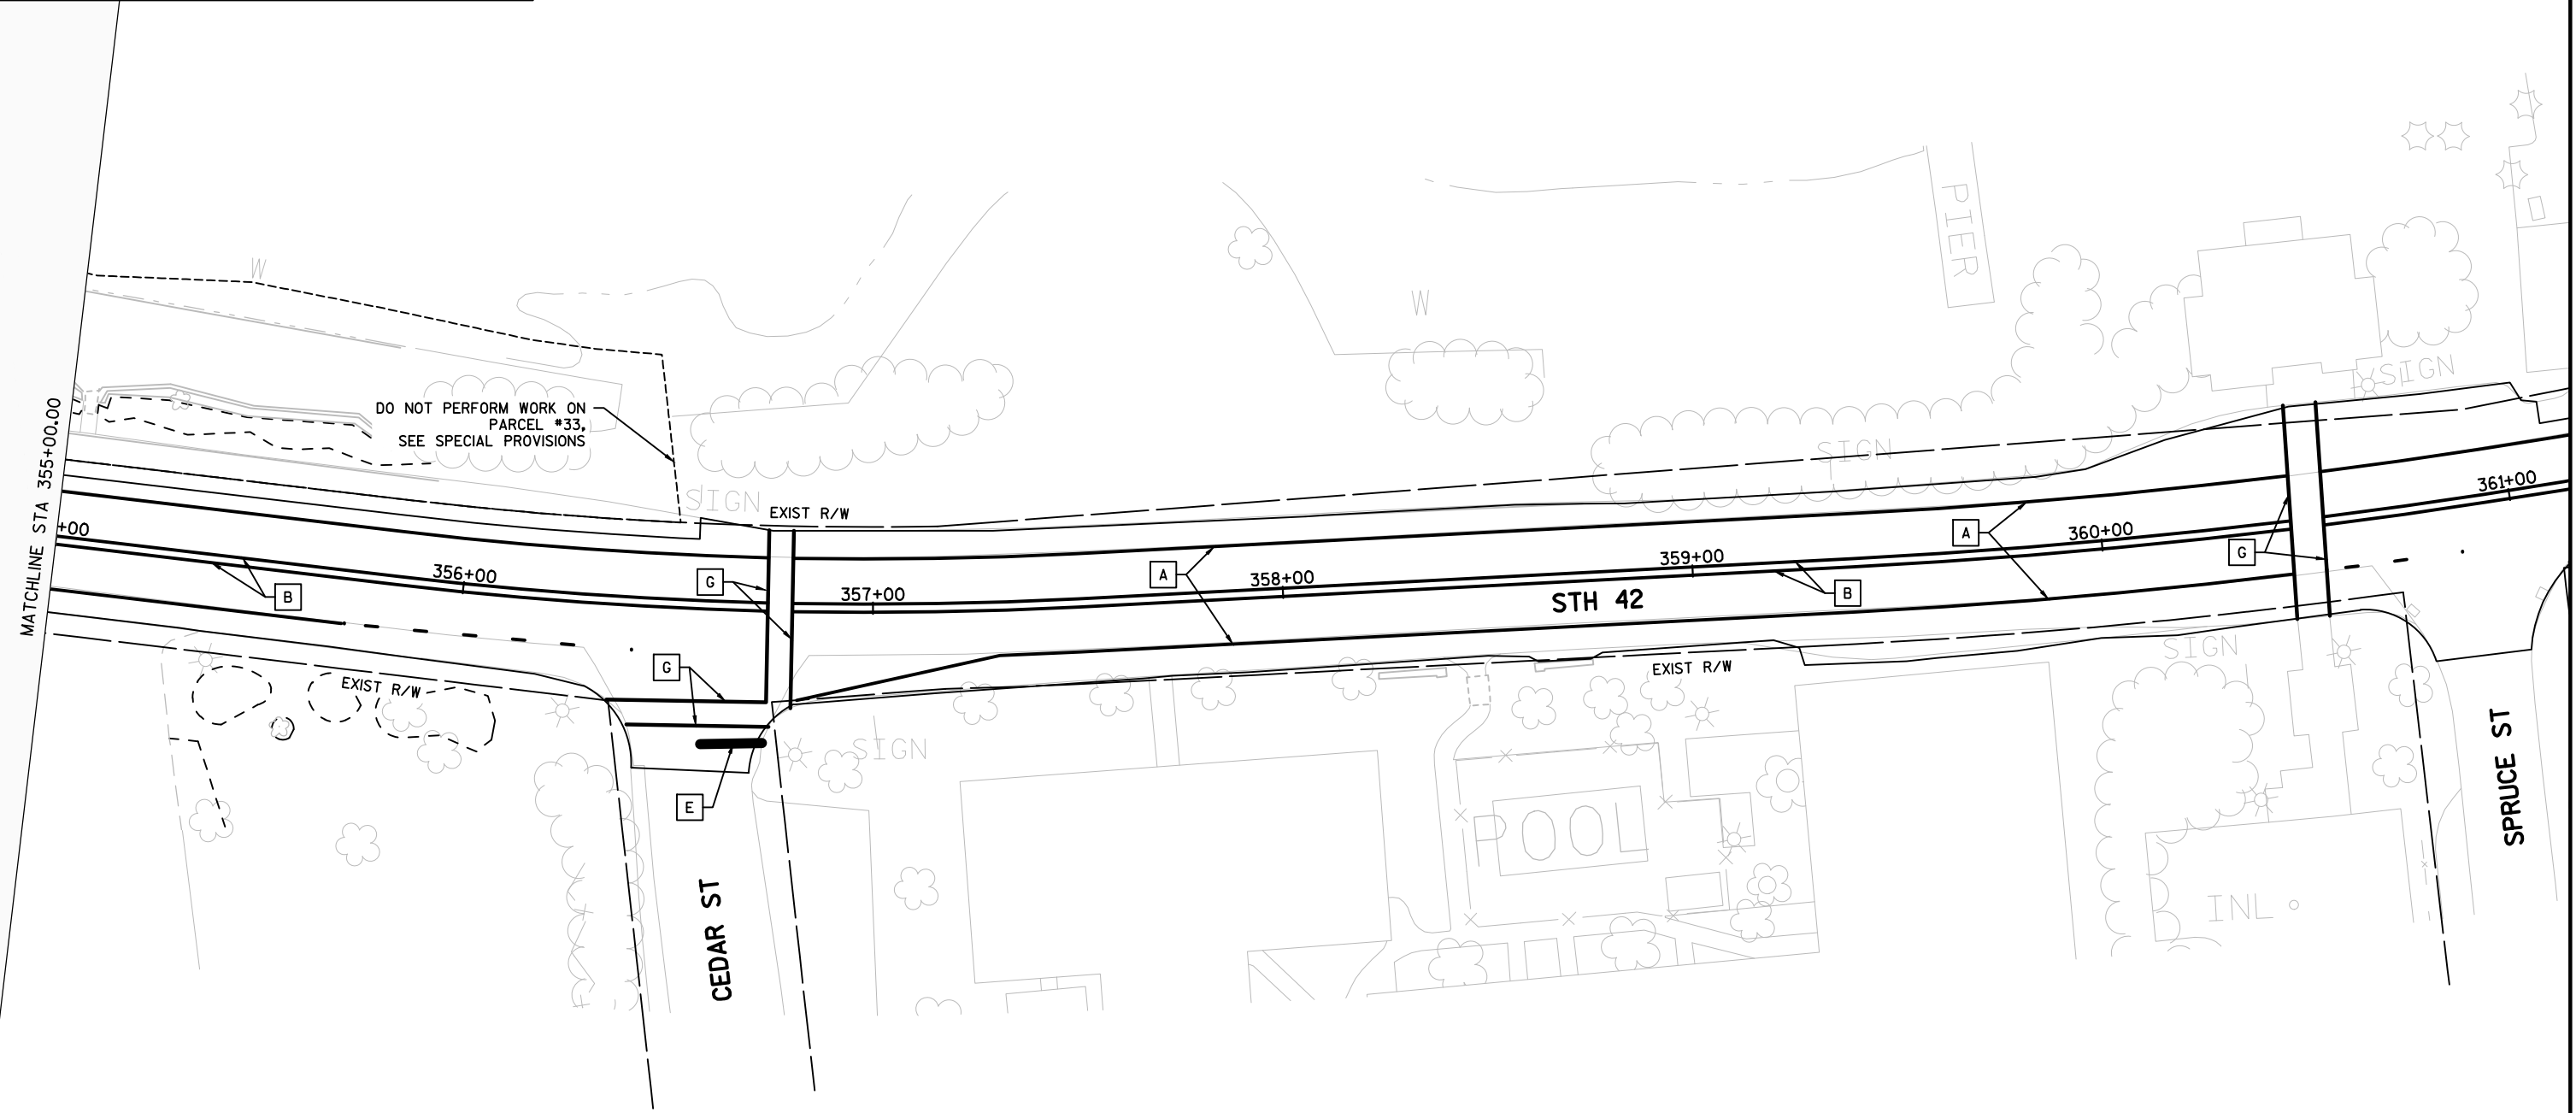 MATCHLINE STA 355+00.00
W
DO NOT PERFORM WORK ON
PARCEL #33,
SEE SPECIAL PROVISIONS
SIGN
EXIST R/W
W
PIER
SIGN
SIGN
+00
356+00
357+00
358+00
359+00
360+00
361+00
B
G
A
A
G
B
STH 42
G
E
EXIST R/W
EXIST R/W
SIGN
SIGN
POOL
INL
CEDAR ST
SPRUCE ST